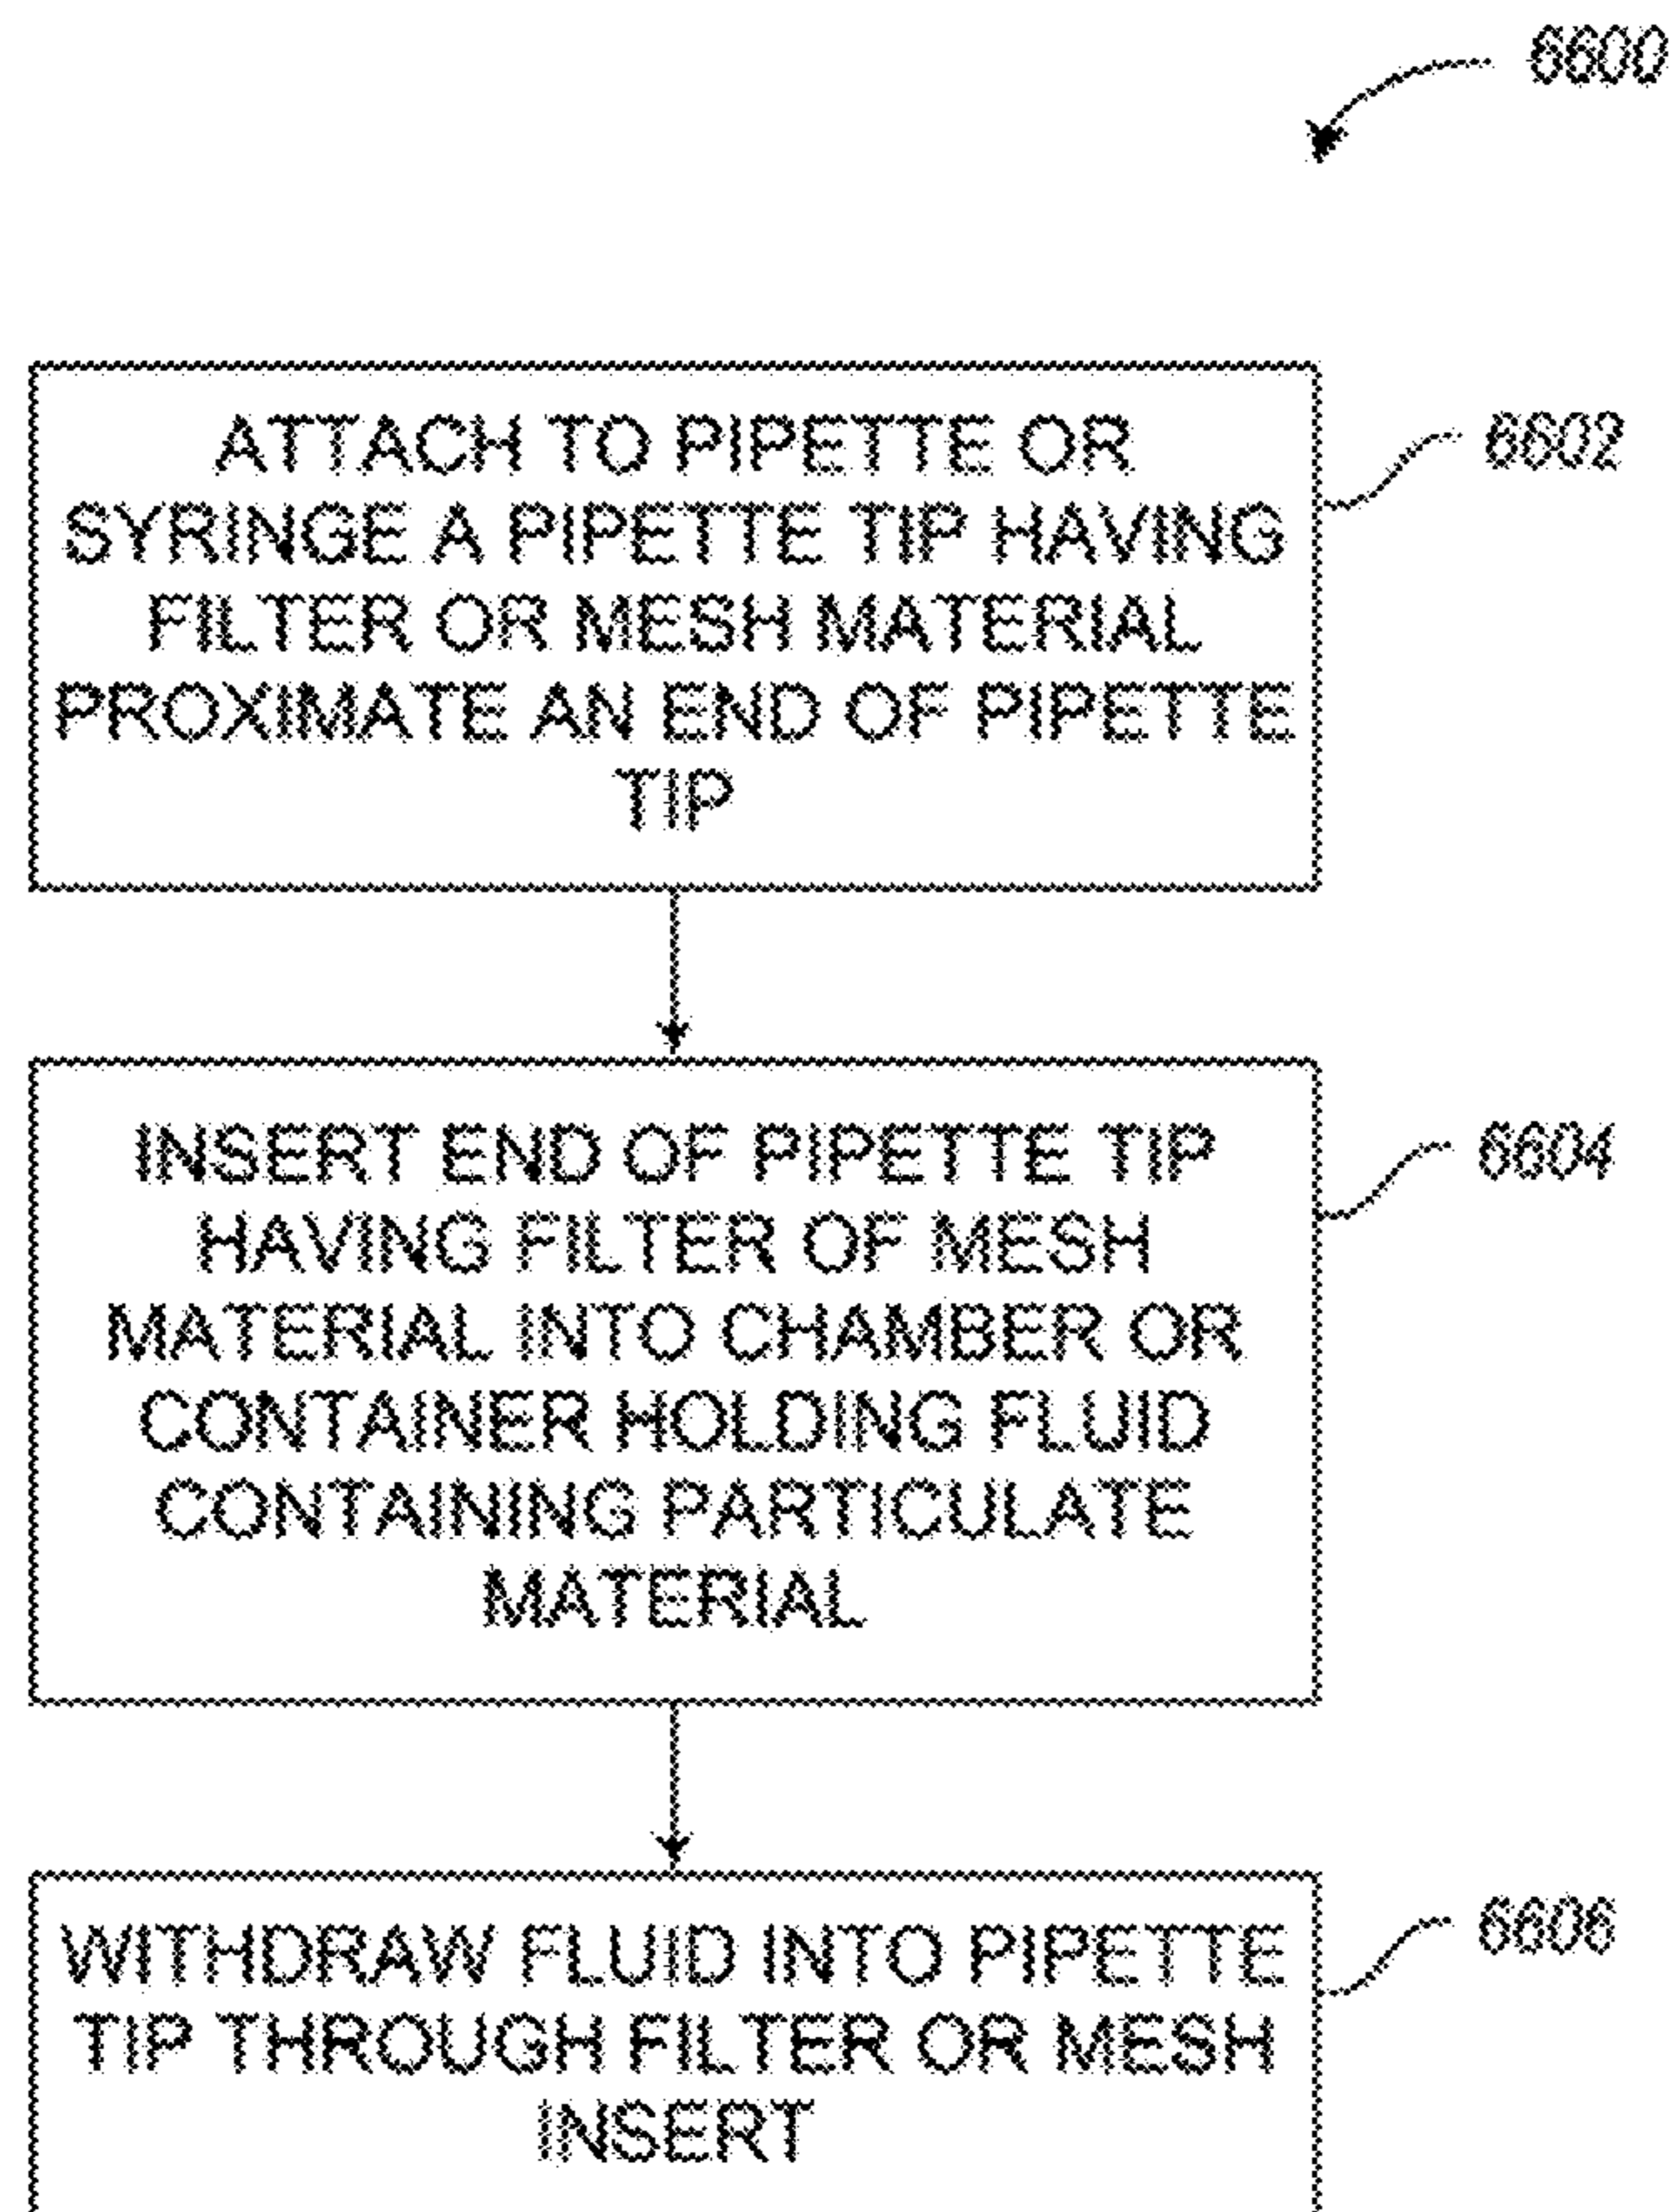 6600
ATTACH TO PIPETTE OR
SYRINGE A PIPETTE TIP HAVING
FILTER OR MESH MATERIAL
PROXIMATE AN END OF PIPETTE
TIP
6602
INSERT END OF PIPETTE TIP
HAVING FILTER OF MESH
MATERIAL INTO CHAMBER OR
CONTAINER HOLDING FLUID
CONTAINING PARTICULATE
MATERIAL
6604
WITHDRAW FLUID INTO PIPETTE
TIP THROUGH FILTER OR MESH
INSERT
6606